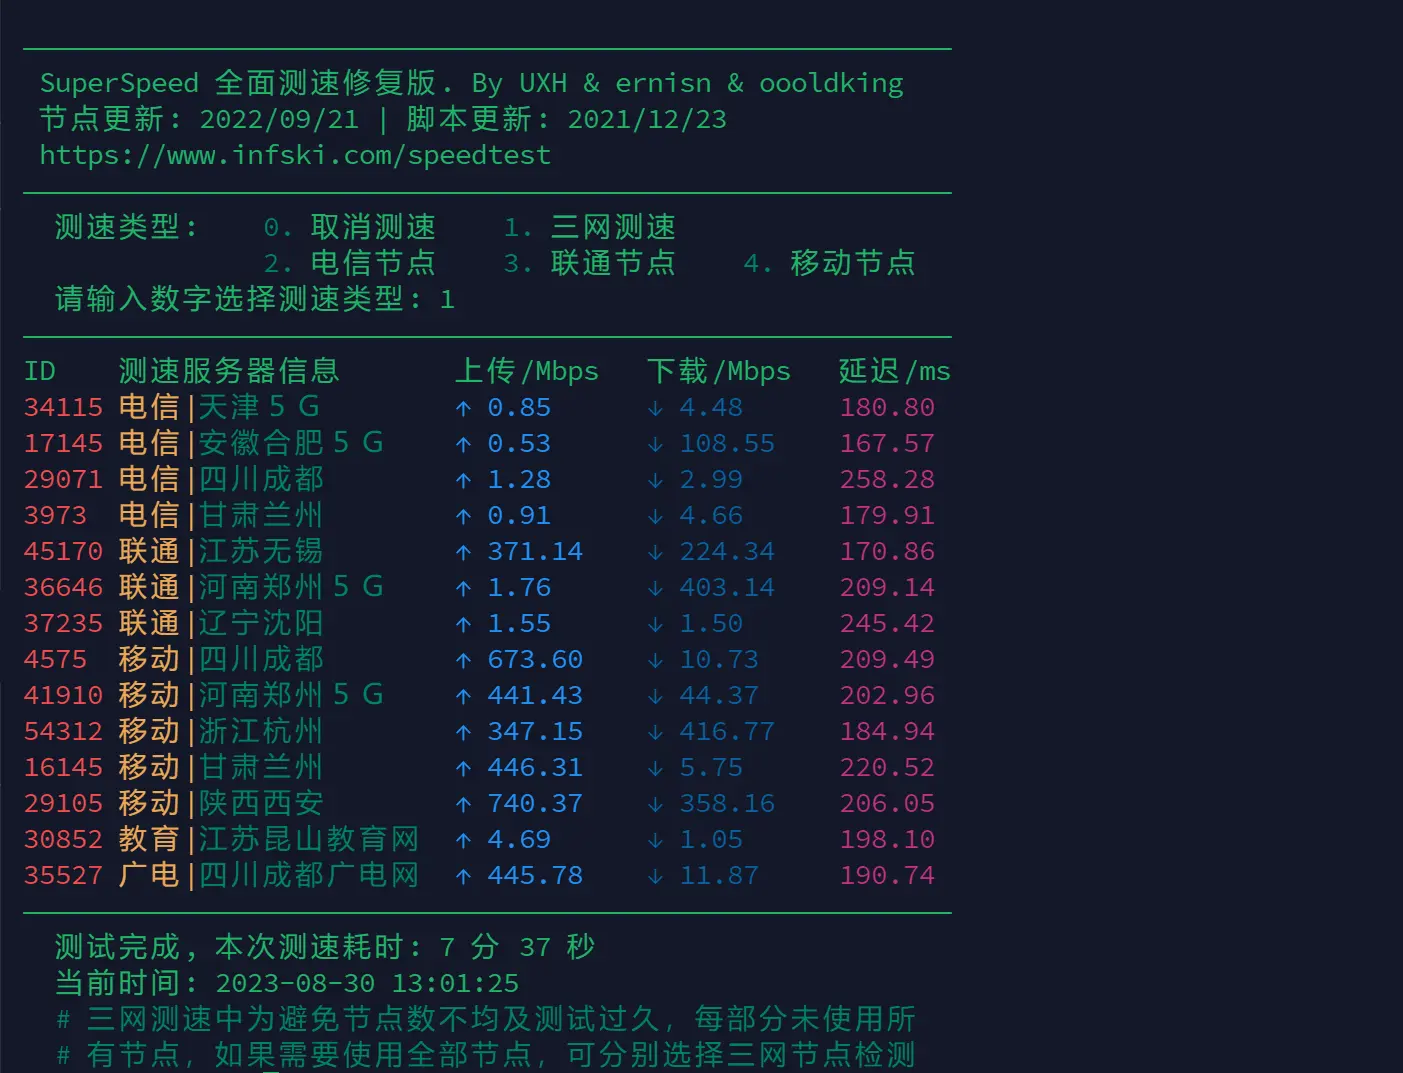 SuperSpeed 全面测速修复版. By UXH & ernisn & oooldking
节点更新: 2022/09/21 | 脚本更新: 2021/12/23
https://www.infski.com/speedtest
测速类型: 0. 取消测速 1. 三网测速
2. 电信节点 3. 联通节点 4. 移动节点
请输入数字选择测速类型: 1
ID 测速服务器信息 上传/Mbps 下载/Mbps 延迟/ms
34115 电信|天津5G ↑ 0.85 ↓ 4.48 180.80
17145 电信|安徽合肥5G ↑ 0.53 ↓ 108.55 167.57
29071 电信|四川成都 ↑ 1.28 ↓ 2.99 258.28
3973 电信|甘肃兰州 ↑ 0.91 ↓ 4.66 179.91
45170 联通|江苏无锡 ↑ 371.14 ↓ 224.34 170.86
36646 联通|河南郑州5G ↑ 1.76 ↓ 403.14 209.14
37235 联通|辽宁沈阳 ↑ 1.55 ↓ 1.50 245.42
4575 移动|四川成都 ↑ 673.60 ↓ 10.73 209.49
41910 移动|河南郑州5G ↑ 441.43 ↓ 44.37 202.96
54312 移动|浙江杭州 ↑ 347.15 ↓ 416.77 184.94
16145 移动|甘肃兰州 ↑ 446.31 ↓ 5.75 220.52
29105 移动|陕西西安 ↑ 740.37 ↓ 358.16 206.05
30852 教育|江苏昆山教育网 ↑ 4.69 ↓ 1.05 198.10
35527 广电|四川成都广电网 ↑ 445.78 ↓ 11.87 190.74
测试完成, 本次测速耗时: 7 分 37 秒
当前时间: 2023-08-30 13:01:25
# 三网测速中为避免节点数不均及测试过久, 每部分未使用所
# 有节点, 如果需要使用全部节点, 可分别选择三网节点检测